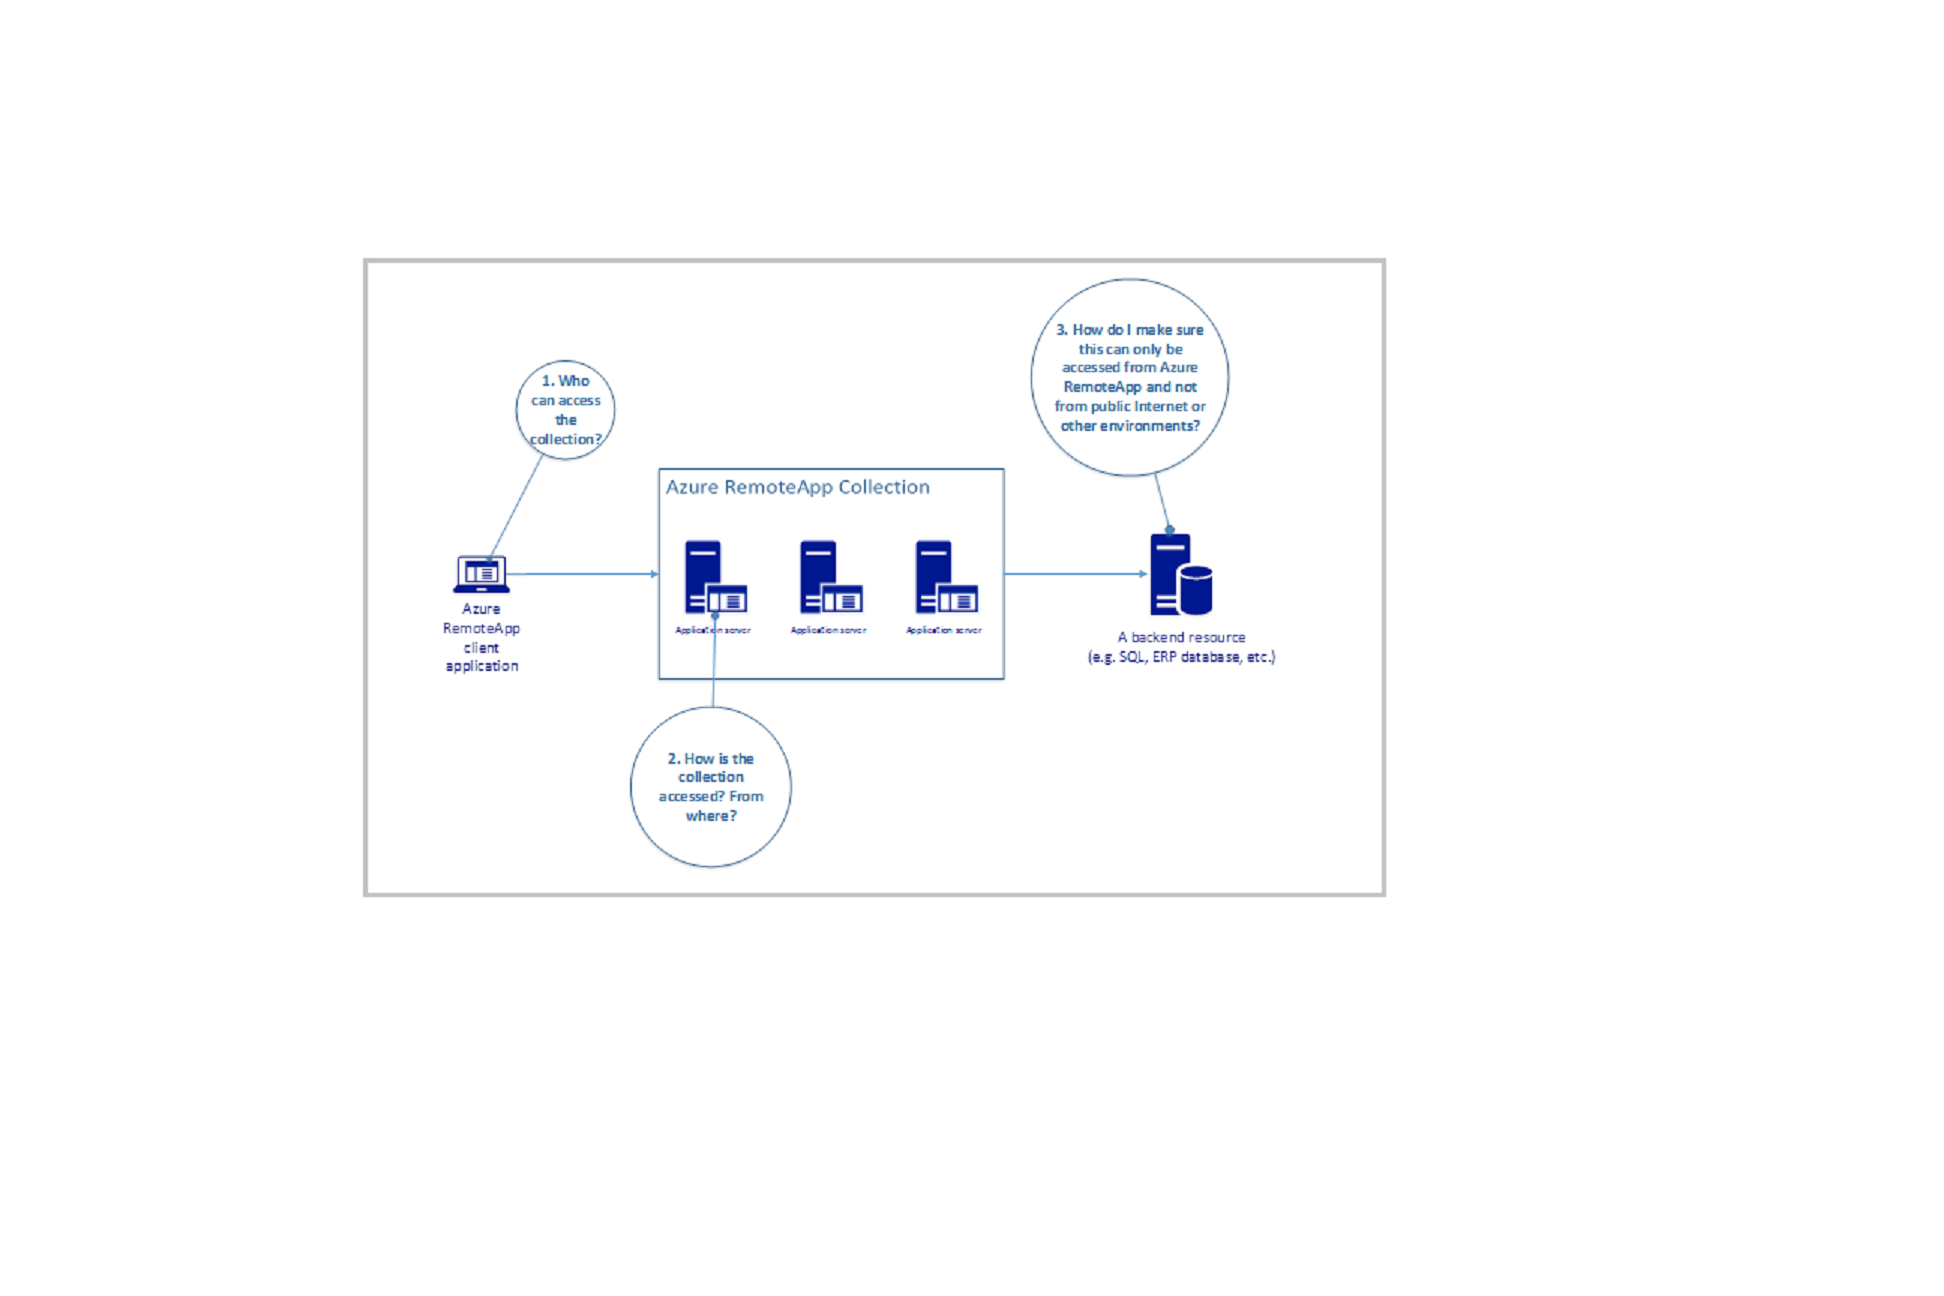 1. Who
can access
the
collection?
3. How do I make sure
this can only be
accessed from Azure
RemoteApp and not
from public Internet or
other environments?
Azure RemoteApp Collection
Application server
Application server
Application server
Azure
RemoteApp
client
application
A backend resource
(e.g. SQL, ERP database, etc.)
2. How is the
collection
accessed? From
where?